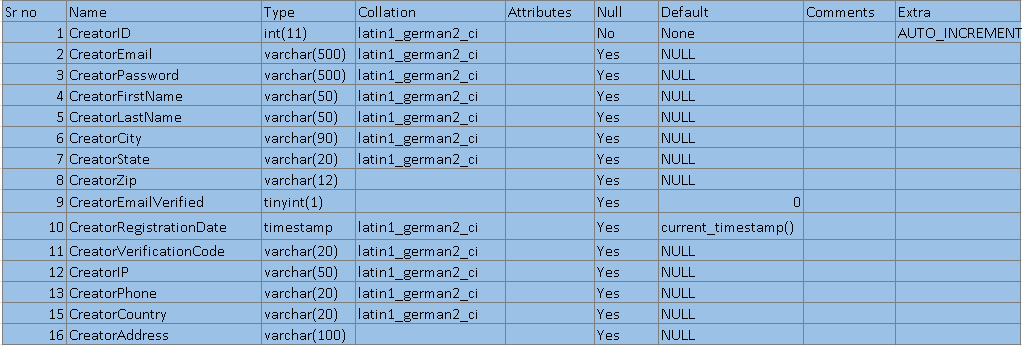 Sr no Name Type Collation Attributes Null Default Comments Extra
1 CreatorID int(11) latin1_german2_ci No None AUTO_INCREMENT
2 CreatorEmail varchar(500) latin1_german2_ci Yes NULL
3 CreatorPassword varchar(500) latin1_german2_ci Yes NULL
4 CreatorFirstName varchar(50) latin1_german2_ci Yes NULL
5 CreatorLastName varchar(50) latin1_german2_ci Yes NULL
6 CreatorCity varchar(90) latin1_german2_ci Yes NULL
7 CreatorState varchar(20) latin1_german2_ci Yes NULL
8 CreatorZip varchar(12) Yes NULL
9 CreatorEmailVerified tinyint(1) Yes 0
10 CreatorRegistrationDate timestamp latin1_german2_ci Yes current_timestamp()
11 CreatorVerificationCode varchar(20) latin1_german2_ci Yes NULL
12 CreatorIP varchar(50) latin1_german2_ci Yes NULL
13 CreatorPhone varchar(20) latin1_german2_ci Yes NULL
15 CreatorCountry varchar(20) latin1_german2_ci Yes NULL
16 CreatorAddress varchar(100) Yes NULL